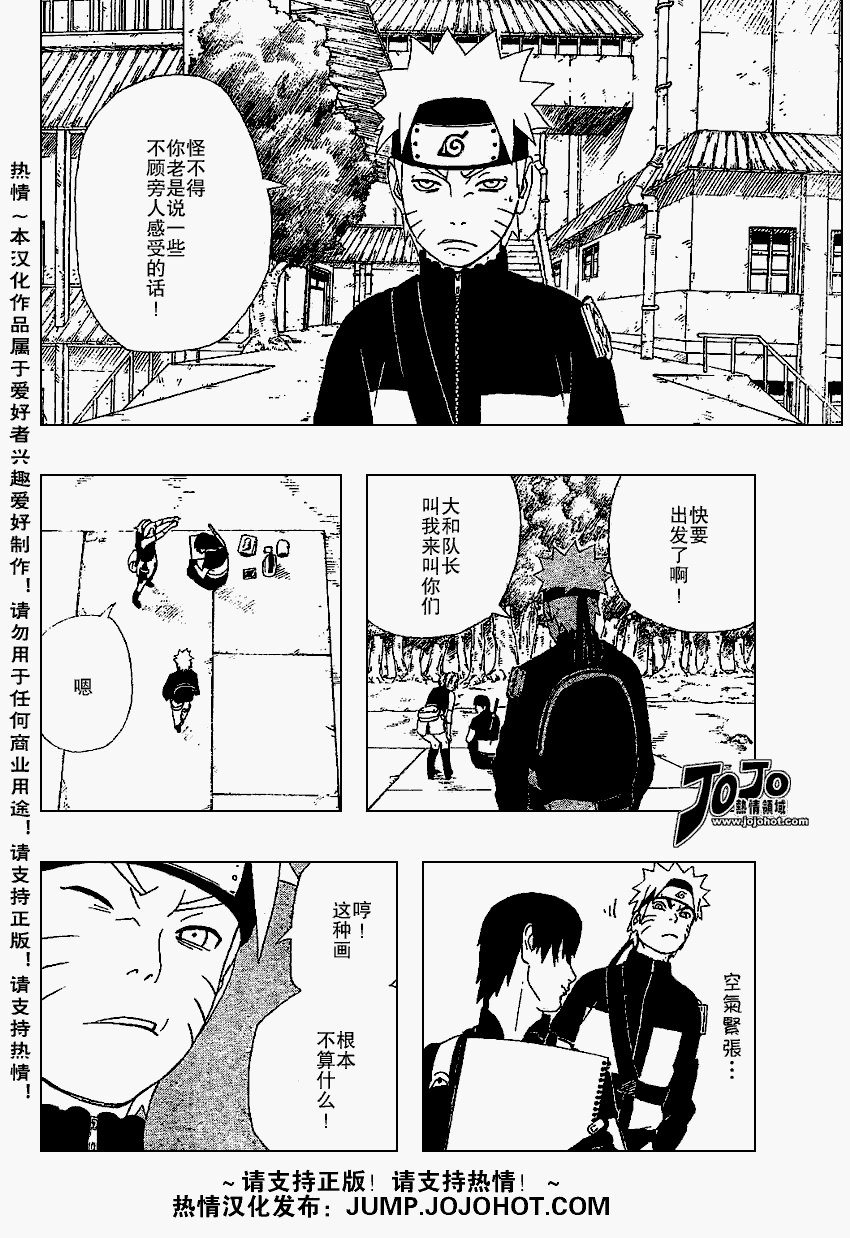 怪不得
你老是说一些
不顾旁人感受的话！
快要
出发了啊！
大和队长
叫我来叫你们
嗯
空氣緊張…
哼！
这种画
根本
不算什么！
JOJO
熱情領域
www.jojohot.com
热情～本汉化作品属于爱好者兴趣爱好制作！请勿用于任何商业用途！请支持正版！请支持热情！
～请支持正版！请支持热情！～
热情汉化发布：JUMP.JOJOHOT.COM